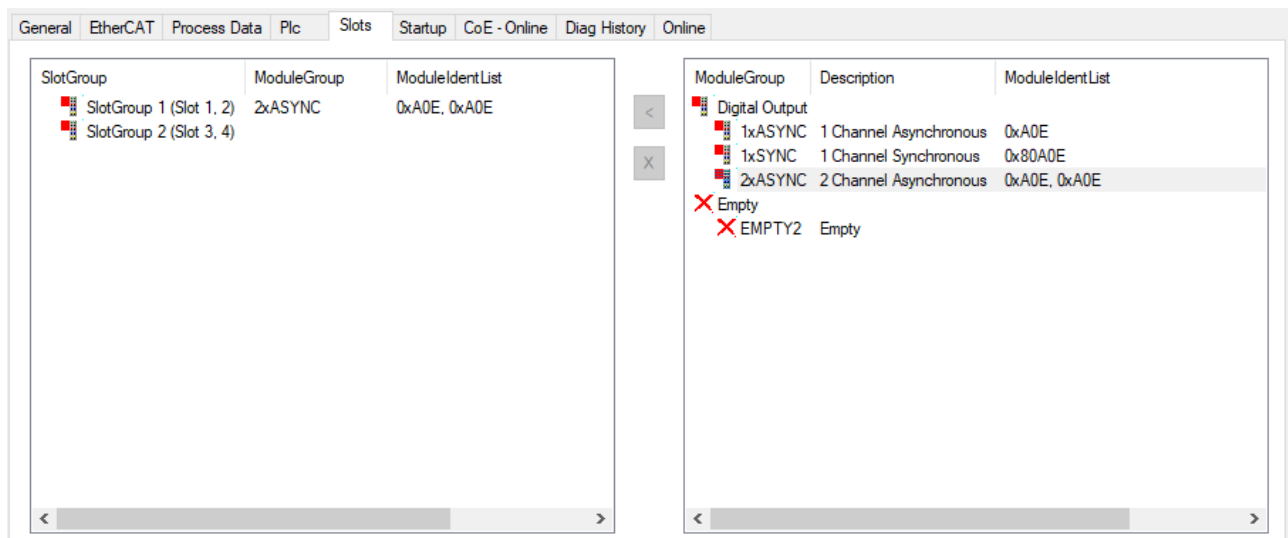 General EtherCAT Process Data Plc Slots Startup CoE - Online Diag History Online
SlotGroup ModuleGroup ModuleIdentList
SlotGroup 1 (Slot 1, 2) 2xASYNC 0xA0E, 0xA0E
SlotGroup 2 (Slot 3, 4)
<
X
ModuleGroup Description ModuleIdentList
Digital Output
1xASYNC 1 Channel Asynchronous 0xA0E
1xSYNC 1 Channel Synchronous 0x80A0E
2xASYNC 2 Channel Asynchronous 0xA0E, 0xA0E
Empty
EMPTY2 Empty